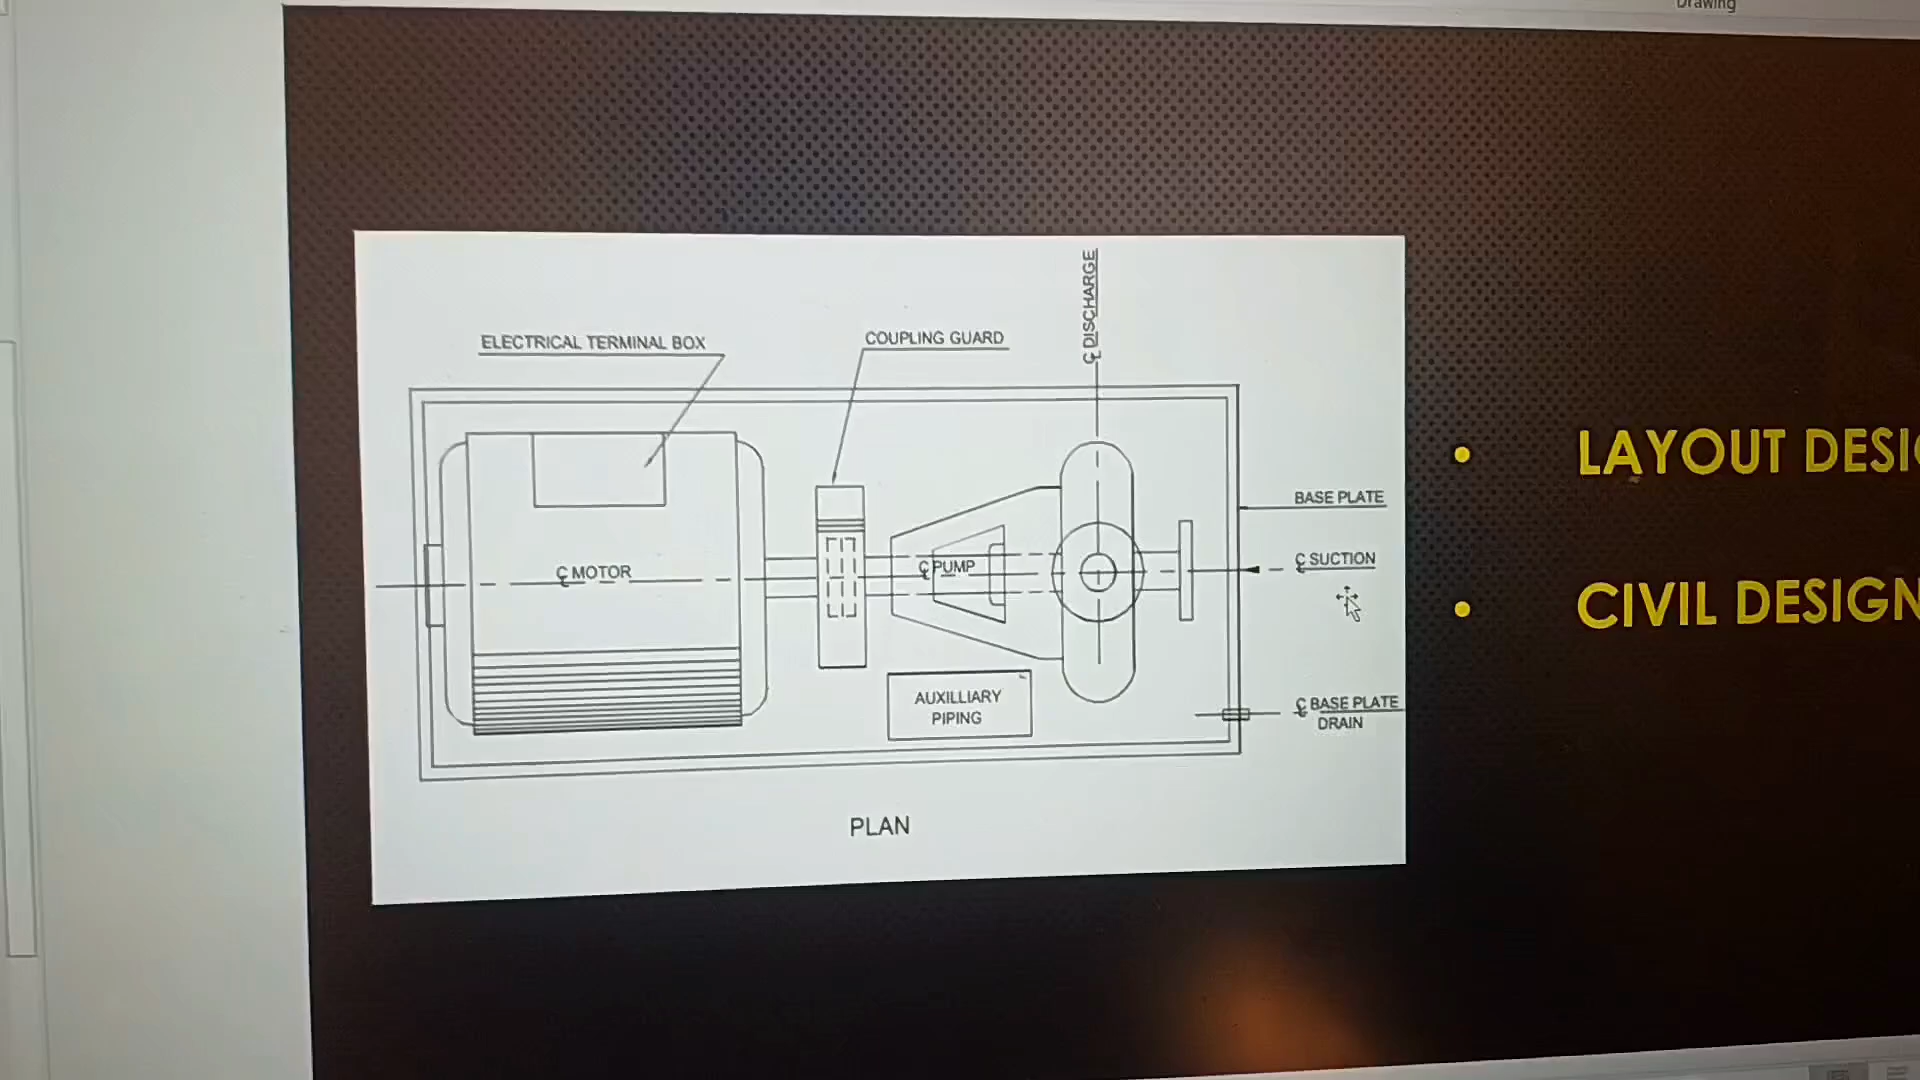 Drawing
℄ DISCHARGE
ELECTRICAL TERMINAL BOX
COUPLING GUARD
BASE PLATE
℄ SUCTION
℄ MOTOR
℄ PUMP
AUXILLIARY
PIPING
℄ BASE PLATE
DRAIN
PLAN
• LAYOUT DESI
• CIVIL DESIGN